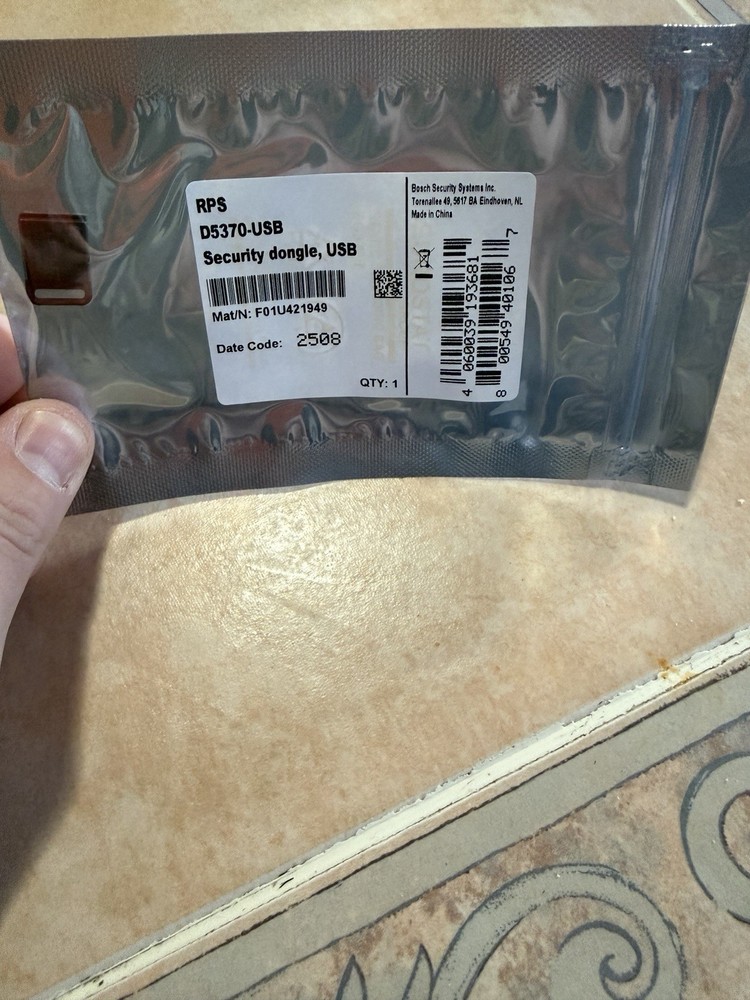 RPS
D5370-USB
Security dongle, USB
Mat/N: F01U421949
Date Code: 2508
QTY: 1
Bosch Security Systems Inc.
Torenallee 49, 5617 BA Eindhoven, NL
Made in China
4 060039 193681
8 00549 40106 7